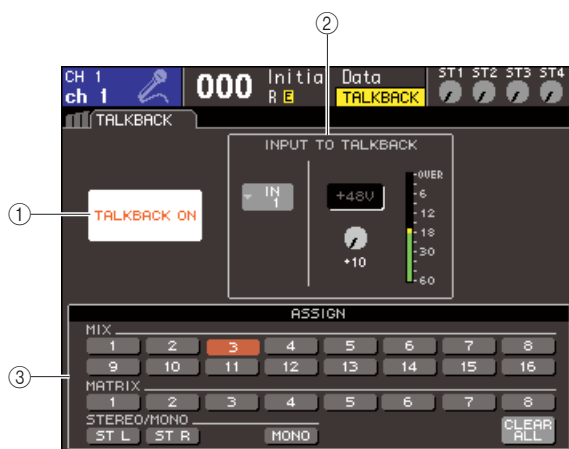 ②
CH 1
ch 1
000
Initia Data
R E TALKBACK
ST1 ST2 ST3 ST4
TALKBACK
INPUT TO TALKBACK
①
TALKBACK ON
IN
1
+48V
+10
OVER
6
12
18
30
60
ASSIGN
③
MIX
1 2 3 4 5 6 7 8
9 10 11 12 13 14 15 16
MATRIX
1 2 3 4 5 6 7 8
STEREO/MONO
ST L ST R MONO
CLEAR
ALL